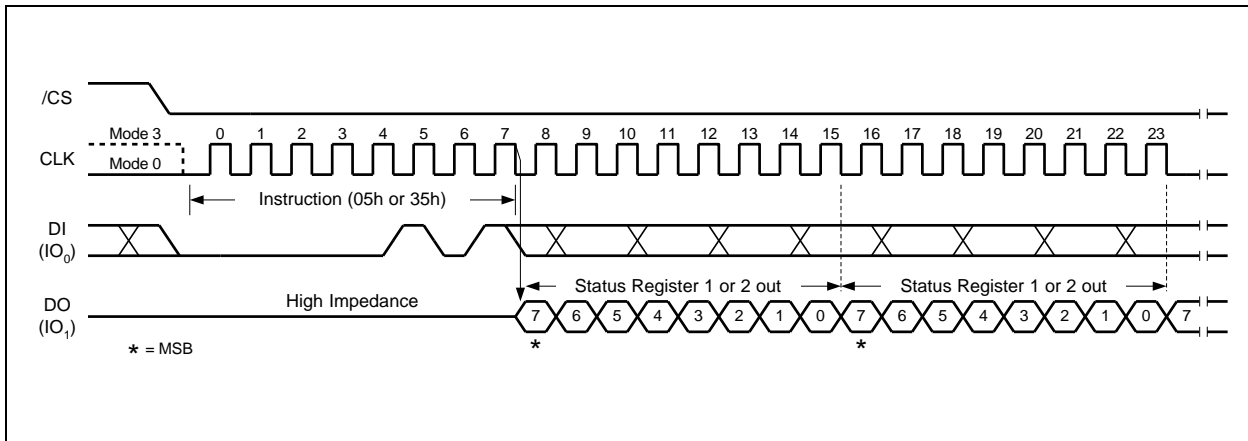 /CS
Mode 3
0 1 2 3 4 5 6 7 8 9 10 11 12 13 14 15 16 17 18 19 20 21 22 23
CLK
Mode 0
Instruction (05h or 35h)
DI
(IO0)
Status Register 1 or 2 out
Status Register 1 or 2 out
High Impedance
DO
(IO1)
7 6 5 4 3 2 1 0 7 6 5 4 3 2 1 0 7
* *
* = MSB